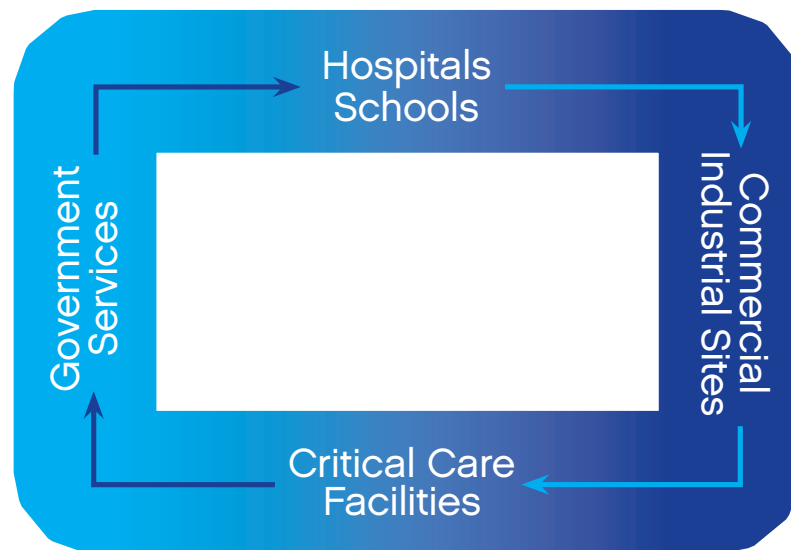 Hospitals
Schools
Commercial
Industrial Sites
Critical Care
Facilities
Government
Services